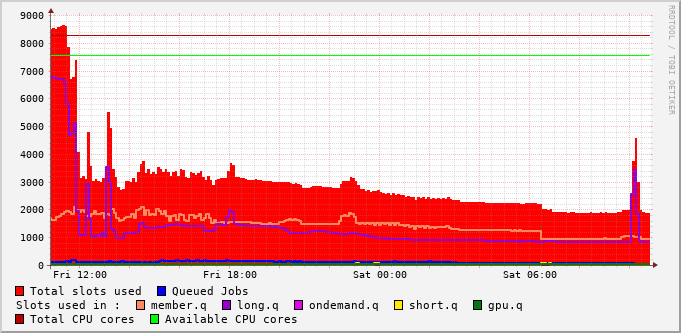 RRDTOOL / TOBI OETIKER
9000
8000
7000
6000
5000
4000
3000
2000
1000
0
Fri 12:00 Fri 18:00 Sat 00:00 Sat 06:00
Total slots used Queued Jobs
Slots used in : member.q long.q ondemand.q short.q gpu.q
Total CPU cores Available CPU cores